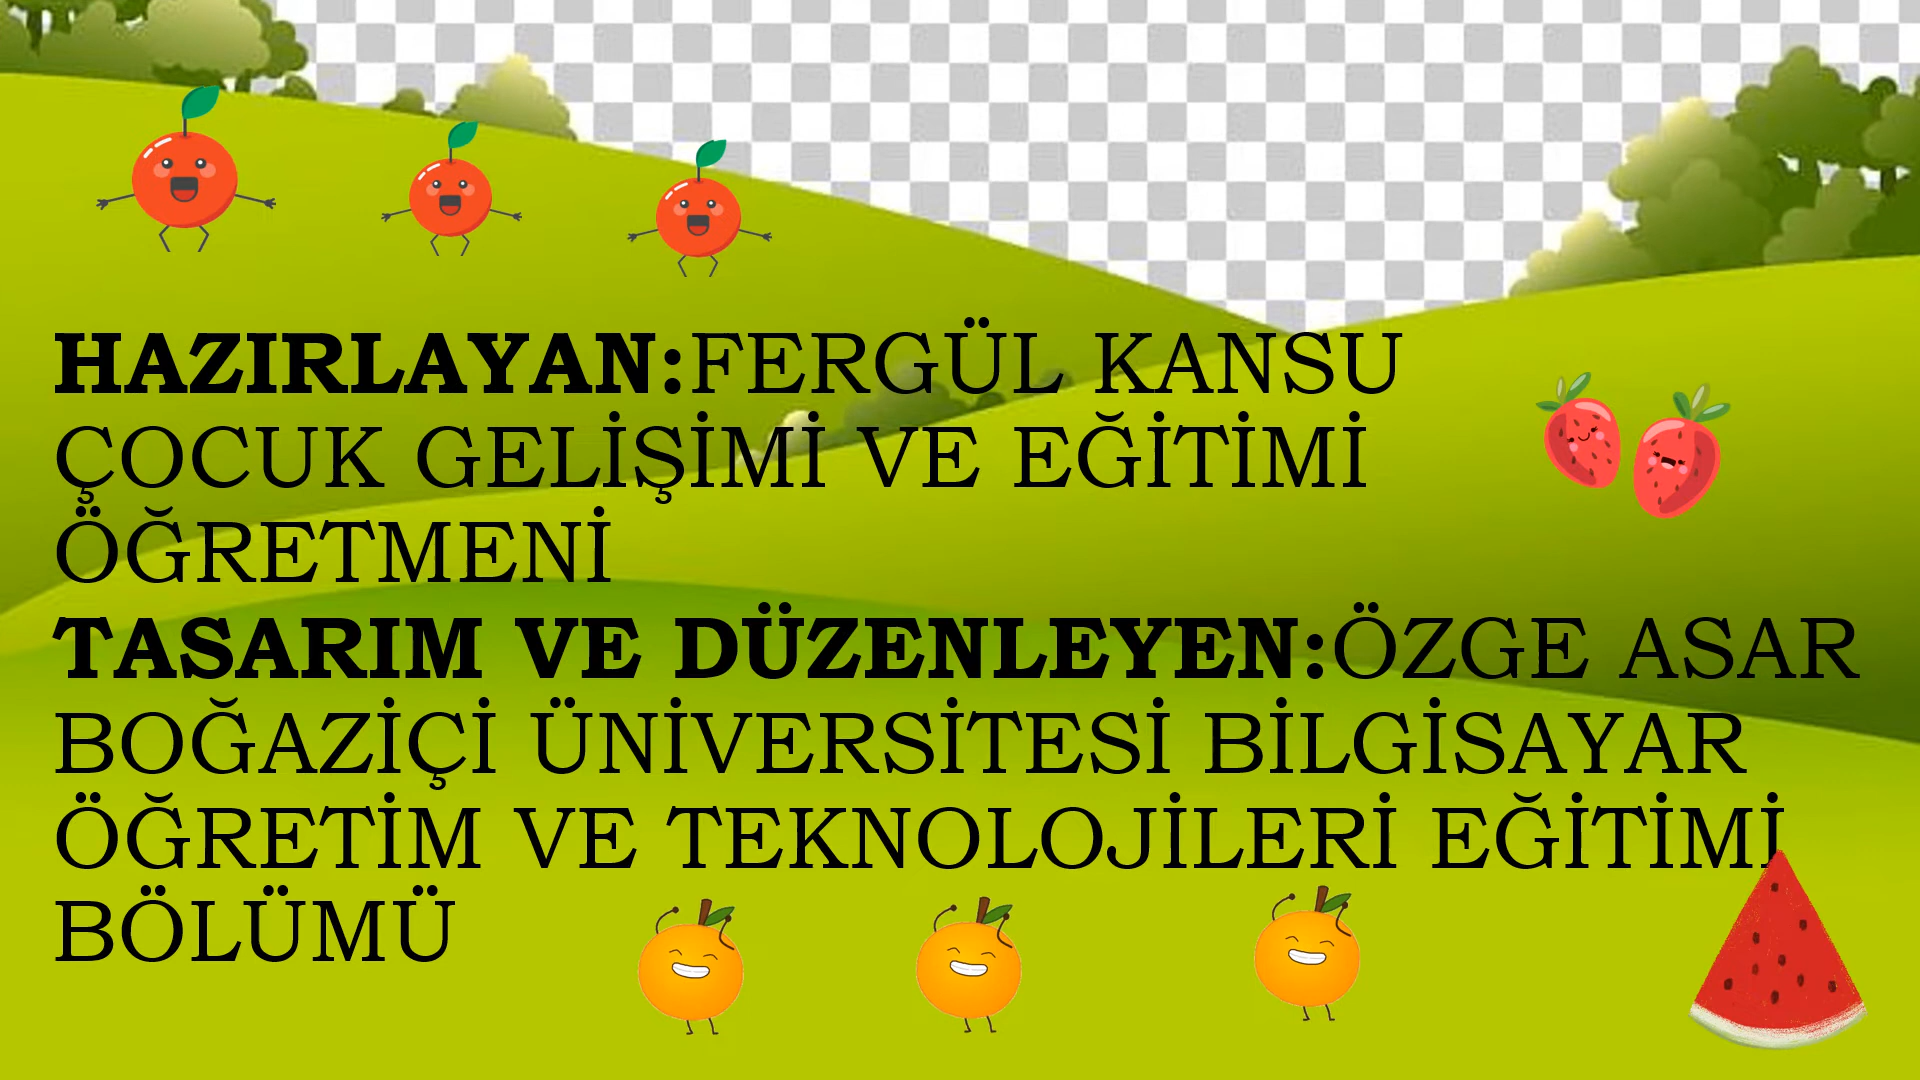 HAZIRLAYAN:FERGÜL KANSU
ÇOCUK GELİŞİMİ VE EĞİTİMİ
ÖĞRETMENİ
TASARIM VE DÜZENLEYEN:ÖZGE ASAR
BOĞAZİÇİ ÜNİVERSİTESİ BİLGİSAYAR
ÖĞRETİM VE TEKNOLOJİLERİ EĞİTİMİ
BÖLÜMÜ